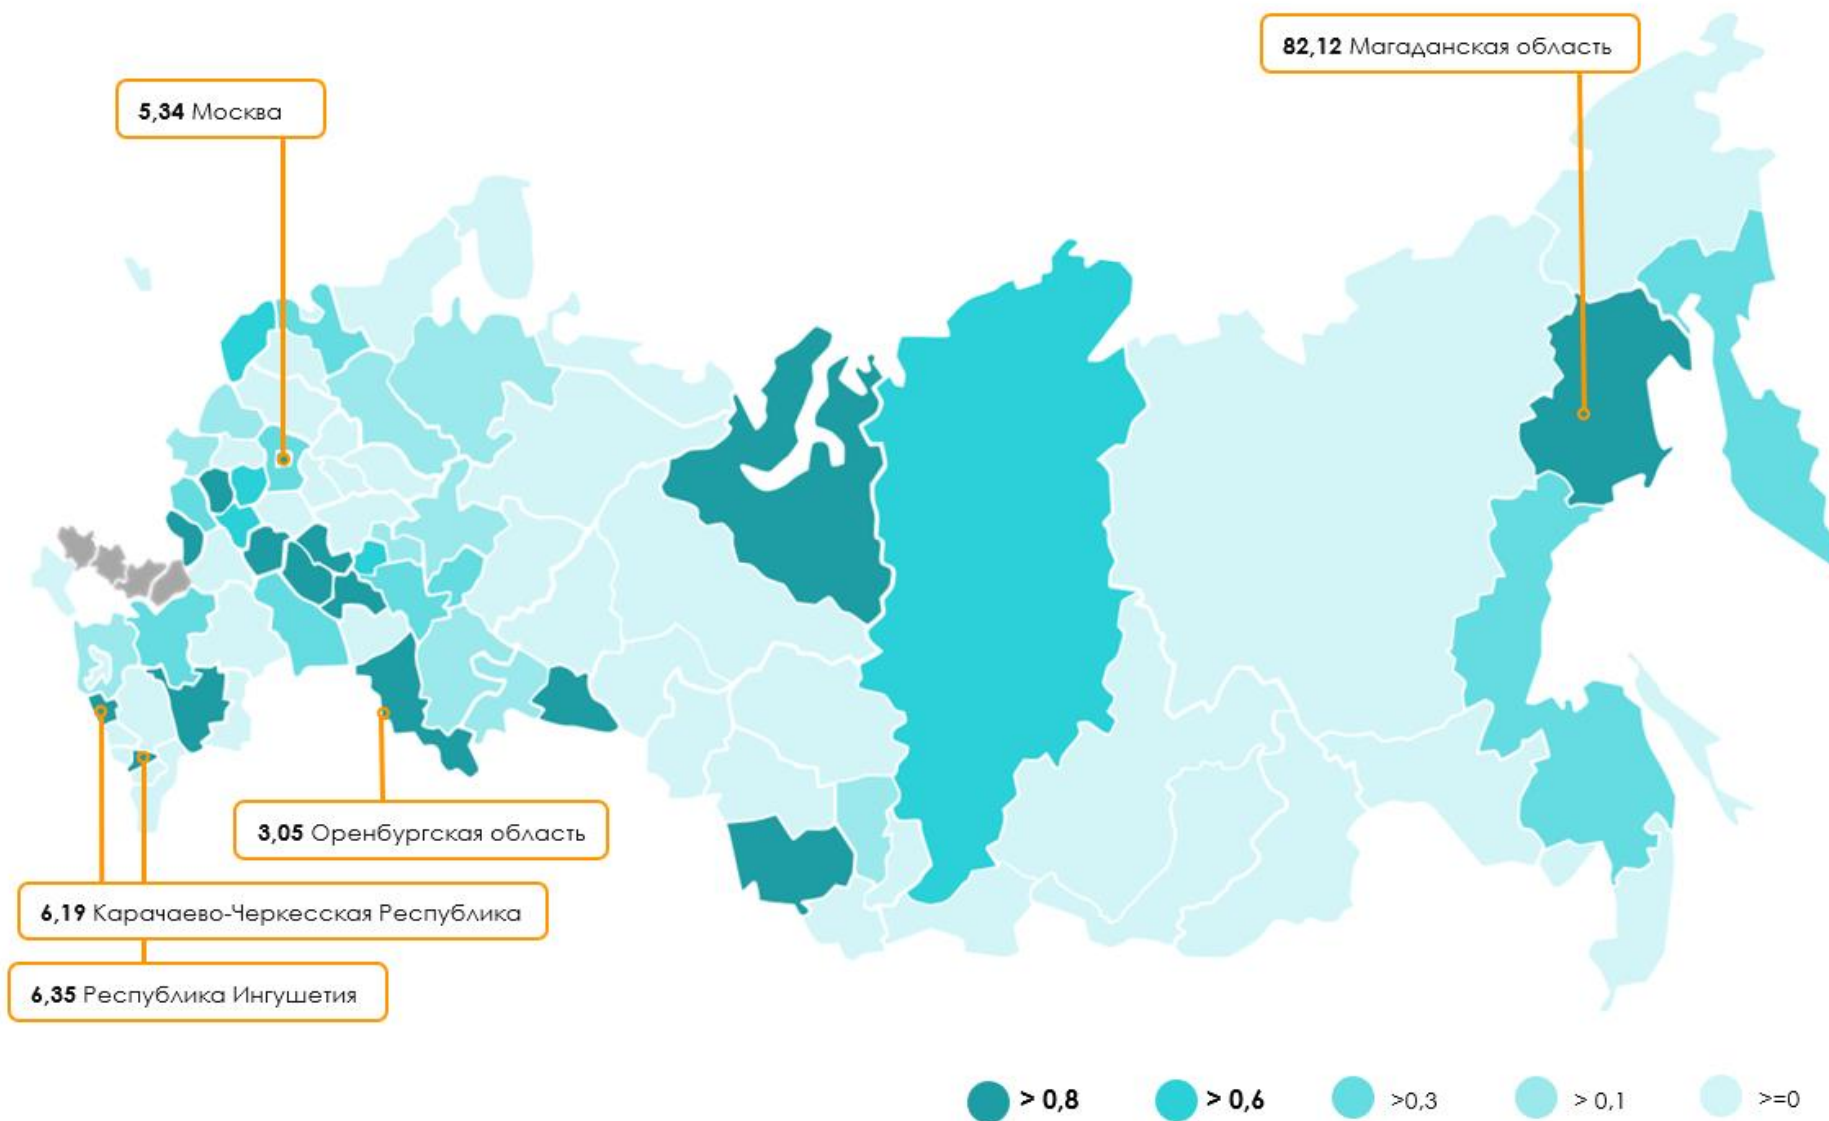 82,12 Магаданская область
5,34 Москва
3,05 Оренбургская область
6,19 Карачаево-Черкесская Республика
6,35 Республика Ингушетия
> 0,8
> 0,6
>0,3
> 0,1
>=0